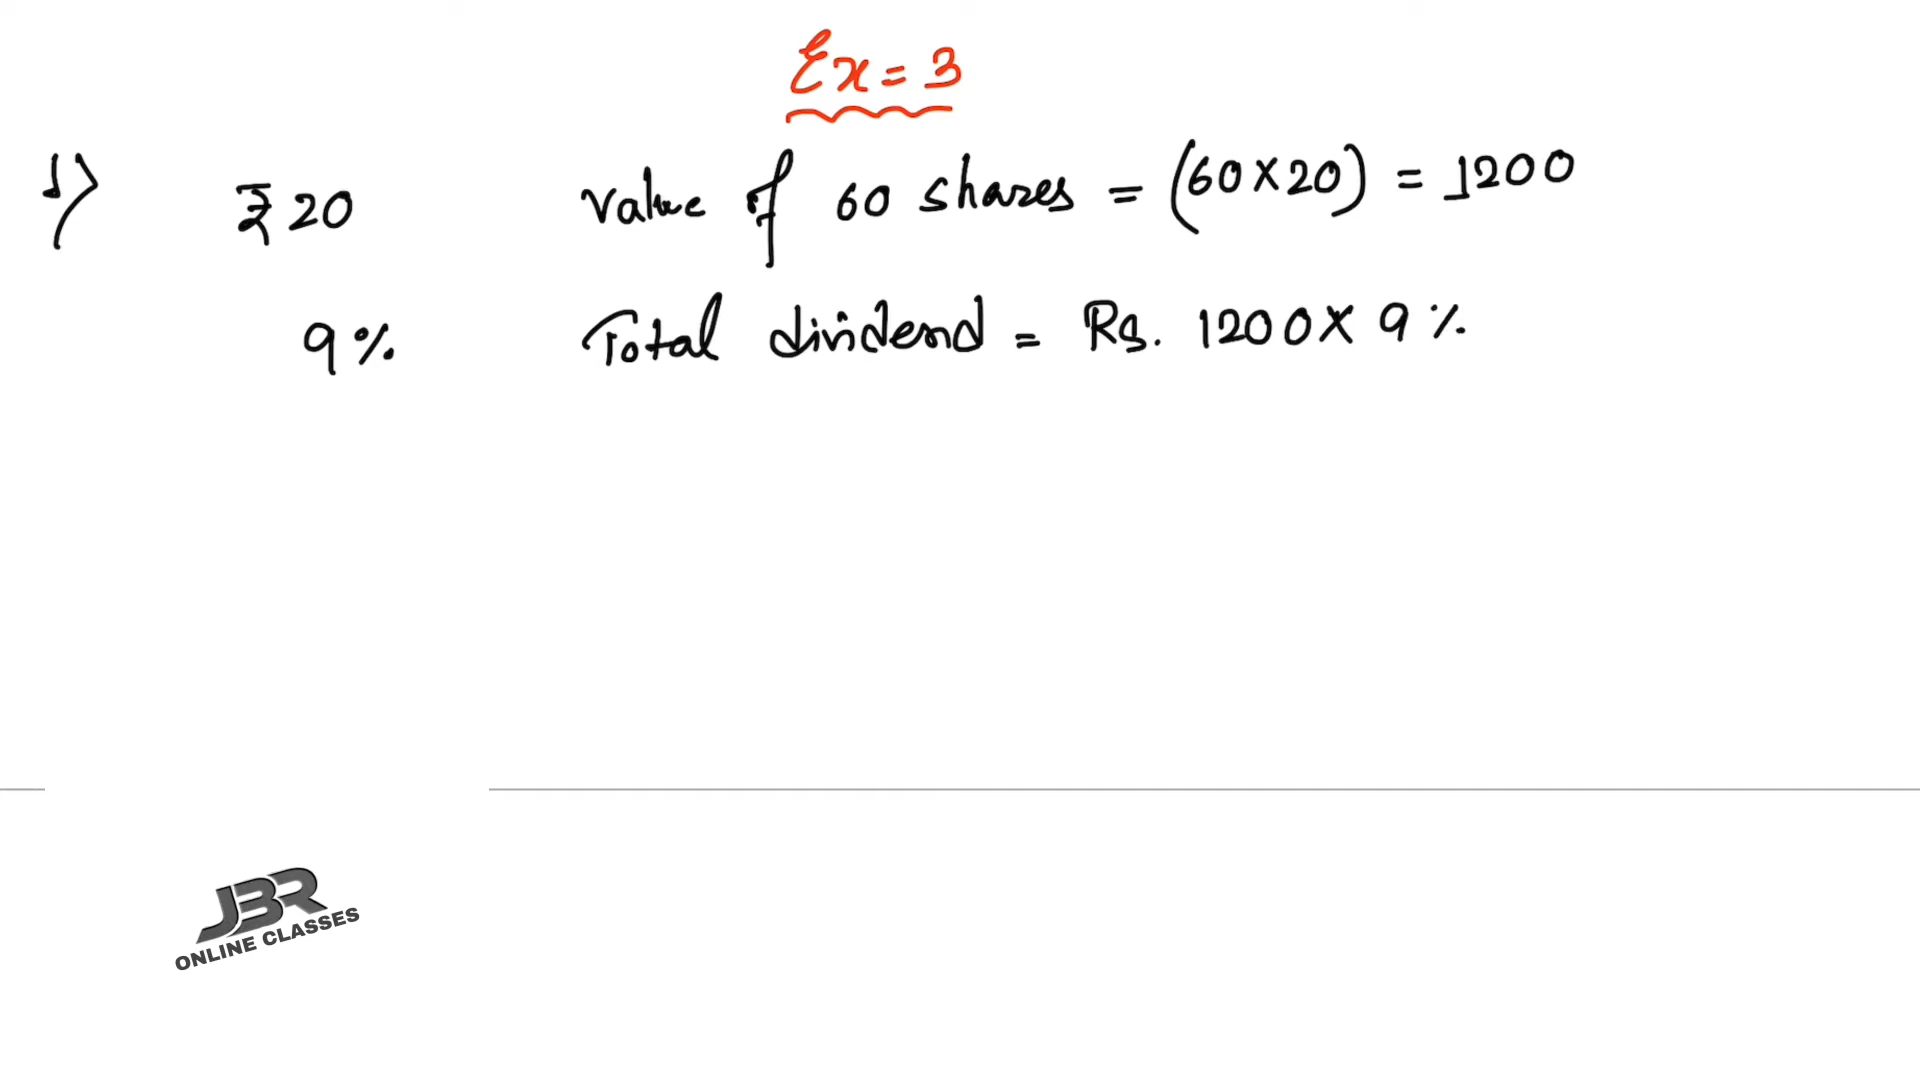 Ex = 3
1) ₹ 20 value of 60 shares = (60×20) = 1200
9% Total dividend = Rs. 1200× 9%
JBR
ONLINE CLASSES